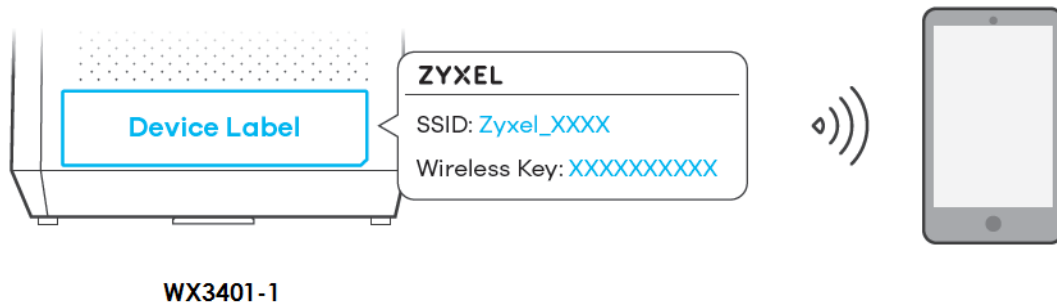 Device Label
ZYXEL
SSID: Zyxel_XXXX
Wireless Key: XXXXXXXXXX
WX3401-1